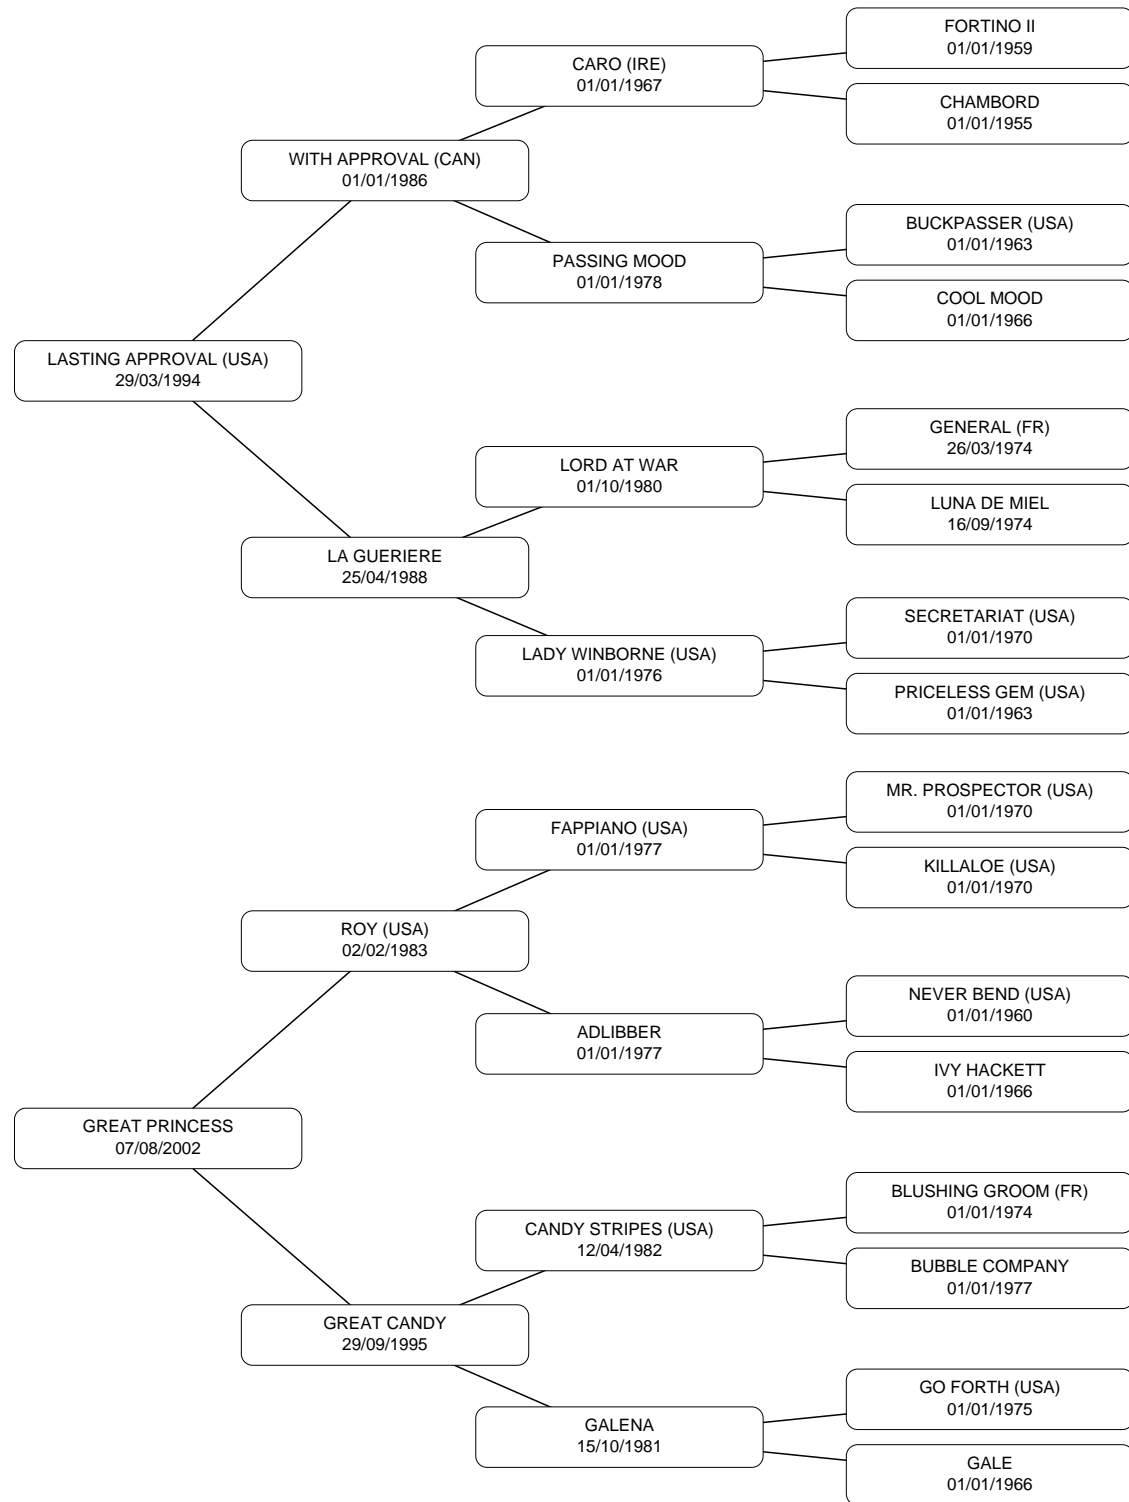 FORTINO II
01/01/1959
CARO (IRE)
01/01/1967
CHAMBORD
01/01/1955
WITH APPROVAL (CAN)
01/01/1986
BUCKPASSER (USA)
01/01/1963
PASSING MOOD
01/01/1978
COOL MOOD
01/01/1966
LASTING APPROVAL (USA)
29/03/1994
GENERAL (FR)
26/03/1974
LORD AT WAR
01/10/1980
LUNA DE MIEL
16/09/1974
LA GUERIERE
25/04/1988
SECRETARIAT (USA)
01/01/1970
LADY WINBORNE (USA)
01/01/1976
PRICELESS GEM (USA)
01/01/1963
MR. PROSPECTOR (USA)
01/01/1970
FAPPIANO (USA)
01/01/1977
KILLALOE (USA)
01/01/1970
ROY (USA)
02/02/1983
NEVER BEND (USA)
01/01/1960
ADLIBBER
01/01/1977
IVY HACKETT
01/01/1966
GREAT PRINCESS
07/08/2002
BLUSHING GROOM (FR)
01/01/1974
CANDY STRIPES (USA)
12/04/1982
BUBBLE COMPANY
01/01/1977
GREAT CANDY
29/09/1995
GO FORTH (USA)
01/01/1975
GALENA
15/10/1981
GALE
01/01/1966